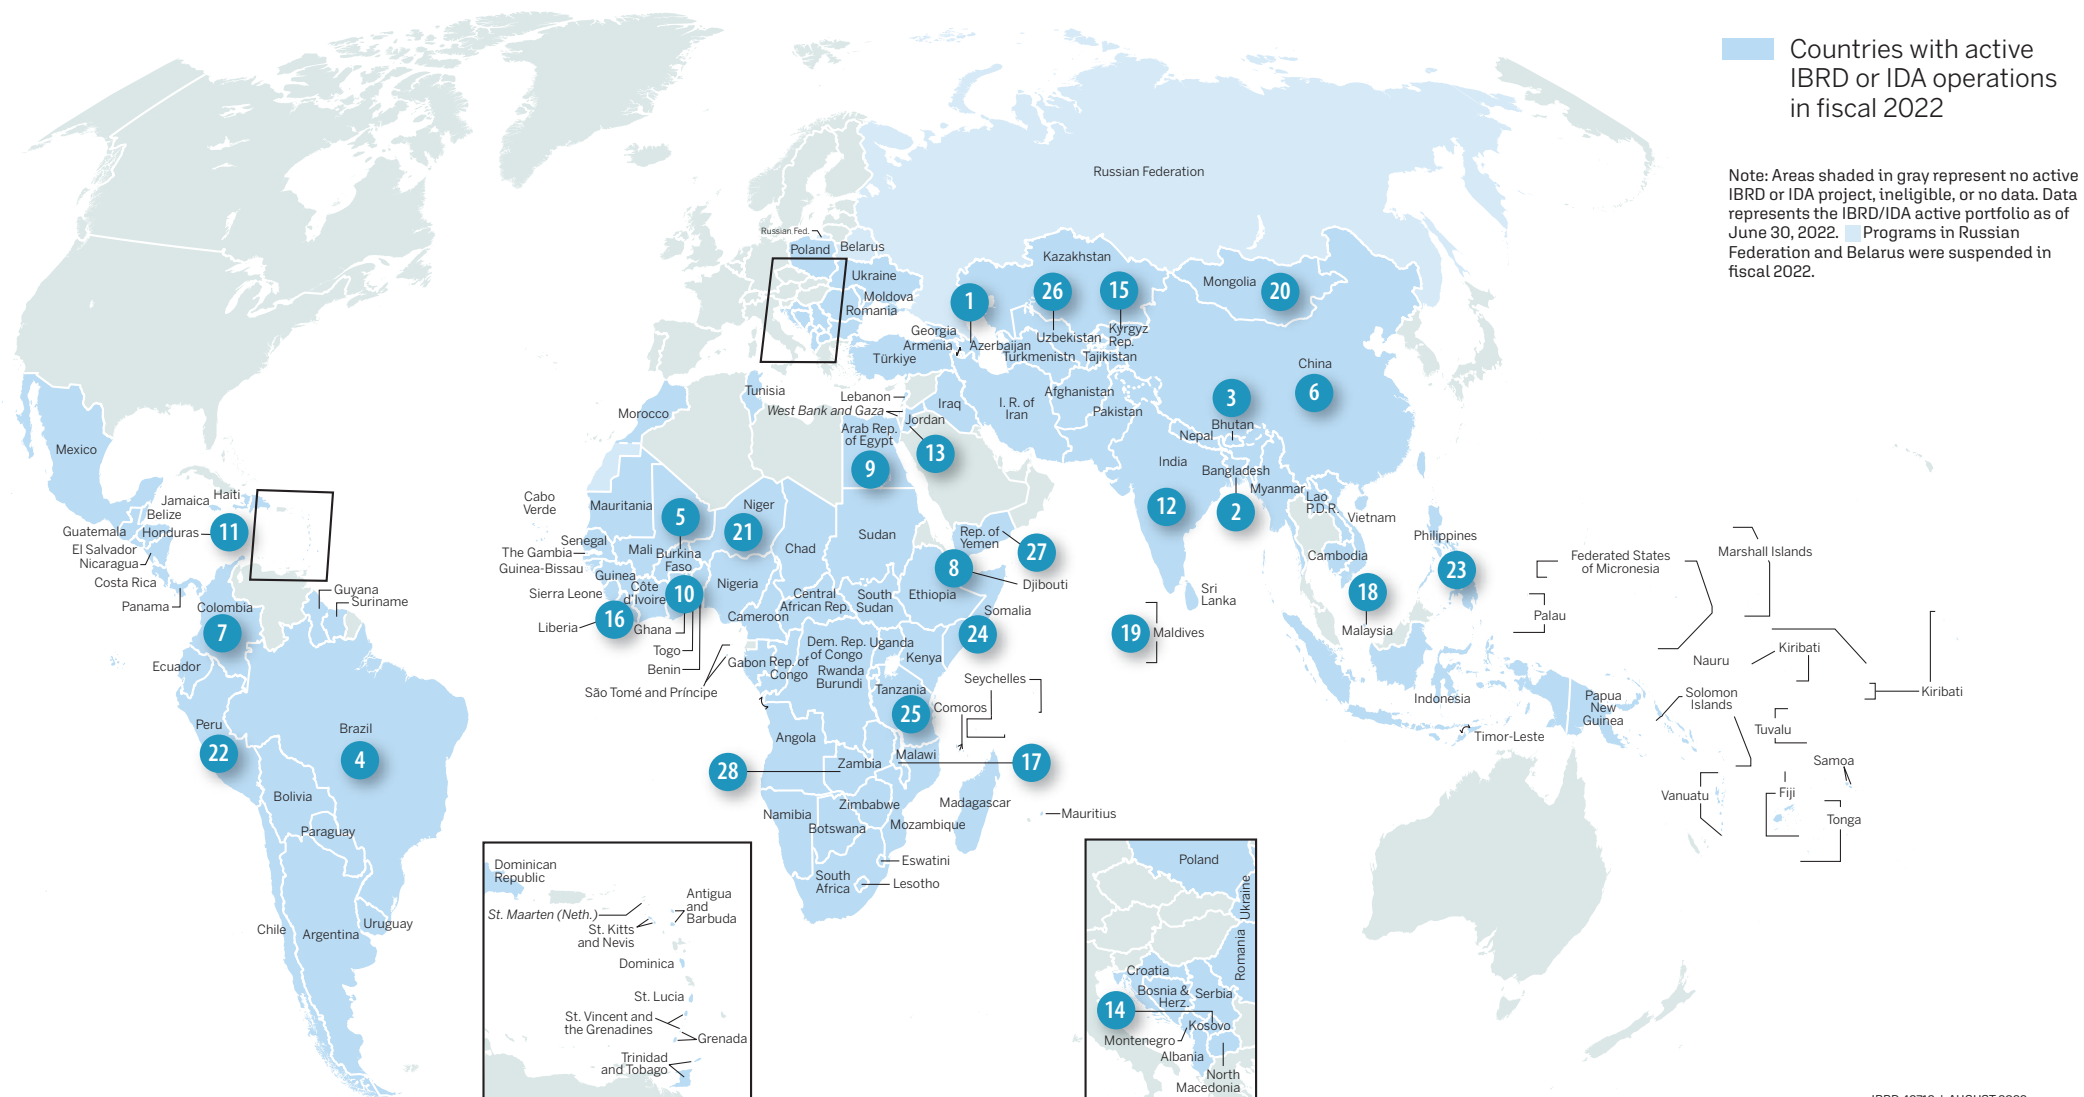 Countries with active
IBRD or IDA operations
in fiscal 2022
Note: Areas shaded in gray represent no active
IBRD or IDA project, ineligible, or no data. Data
represents the IBRD/IDA active portfolio as of
June 30, 2022. Programs in Russian
Federation and Belarus were suspended in
fiscal 2022.
Russian Federation
Russian Fed.
Poland
Belarus
Ukraine
Moldova
Romania
Kazakhstan
Mongolia
20
1
26
15
Georgia
Armenia
Azerbaijan
Türkiye
Uzbekistan
Turkmenistn
Kyrgyz
Rep.
Tajikistan
China
6
3
Bhutan
Nepal
Afghanistan
Pakistan
I. R. of
Iran
Iraq
Tunisia
Lebanon
West Bank and Gaza
Jordan
13
Morocco
Arab Rep.
of Egypt
9
India
12
Bangladesh
2
Myanmar
Lao
P.D.R.
Vietnam
Cambodia
Philippines
23
18
Malaysia
Sri
Lanka
19
Maldives
Mexico
Jamaica
Haiti
Belize
Guatemala
Honduras
11
El Salvador
Nicaragua
Costa Rica
Panama
Guyana
Suriname
Colombia
7
Ecuador
Peru
22
Brazil
4
Bolivia
Paraguay
Chile
Argentina
Uruguay
Cabo
Verde
Mauritania
5
Niger
21
Chad
Sudan
Rep. of
Yemen
27
8
Djibouti
Senegal
The Gambia
Guinea-Bissau
Mali
Burkina
Faso
Guinea
Sierra Leone
Côte
d'Ivoire
10
Nigeria
Liberia
16
Ghana
Togo
Benin
Cameroon
Central
African Rep.
South
Sudan
Ethiopia
Somalia
24
São Tomé and Príncipe
Gabon
Rep. of
Congo
Dem. Rep.
of Congo
Uganda
Kenya
Rwanda
Burundi
Tanzania
25
Seychelles
Comoros
Angola
28
Zambia
Malawi
17
Namibia
Zimbabwe
Botswana
Mozambique
Madagascar
Mauritius
Eswatini
Lesotho
South
Africa
Indonesia
Timor-Leste
Papua
New
Guinea
Federated States
of Micronesia
Marshall Islands
Palau
Nauru
Kiribati
Kiribati
Solomon
Islands
Tuvalu
Samoa
Vanuatu
Fiji
Tonga
Dominican
Republic
St. Maarten (Neth.)
St. Kitts
and Nevis
Antigua
and
Barbuda
Dominica
St. Lucia
St. Vincent and
the Grenadines
Grenada
Trinidad
and Tobago
Poland
Ukraine
Romania
Croatia
Bosnia &
Herz.
Serbia
14
Kosovo
Montenegro
Albania
North
Macedonia